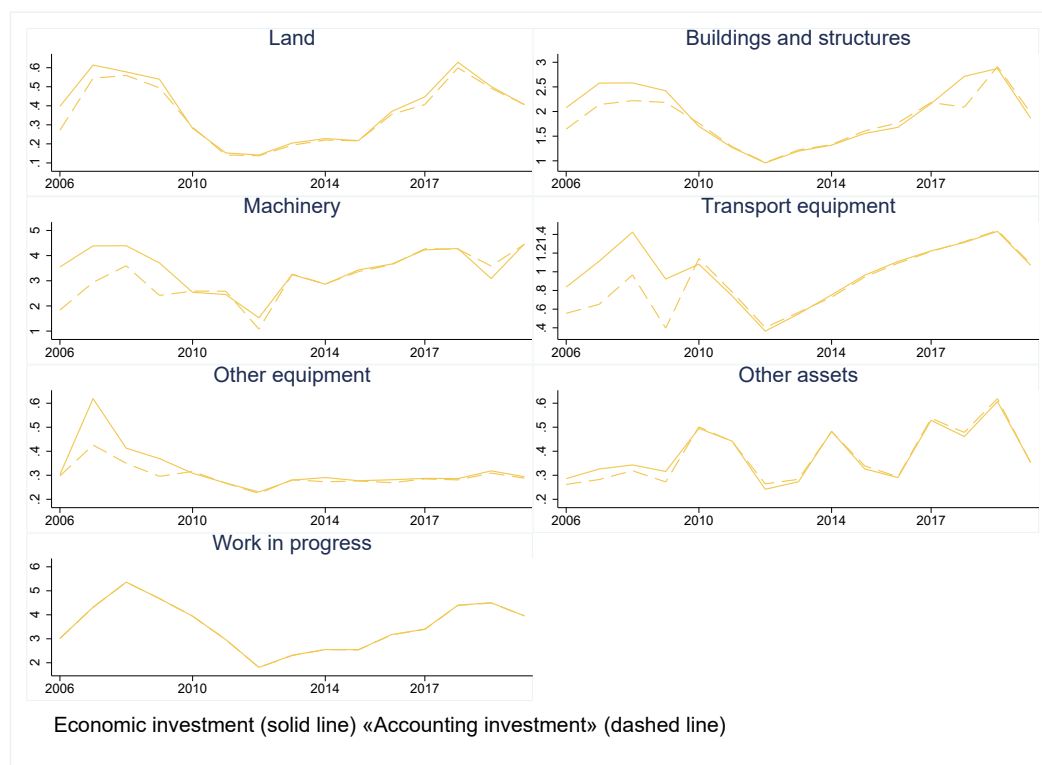 Land
.1 .2 .3 .4 .5 .6
2006 2010 2014 2017
Buildings and structures
1 1.5 2 2.5 3
2006 2010 2014 2017
Machinery
1 2 3 4 5
2006 2010 2014 2017
Transport equipment
.4 .6 .8 1 1.21.4
2006 2010 2014 2017
Other equipment
.2 .3 .4 .5 .6
2006 2010 2014 2017
Other assets
.2 .3 .4 .5 .6
2006 2010 2014 2017
Work in progress
2 3 4 5 6
2006 2010 2014 2017
Economic investment (solid line) «Accounting investment» (dashed line)